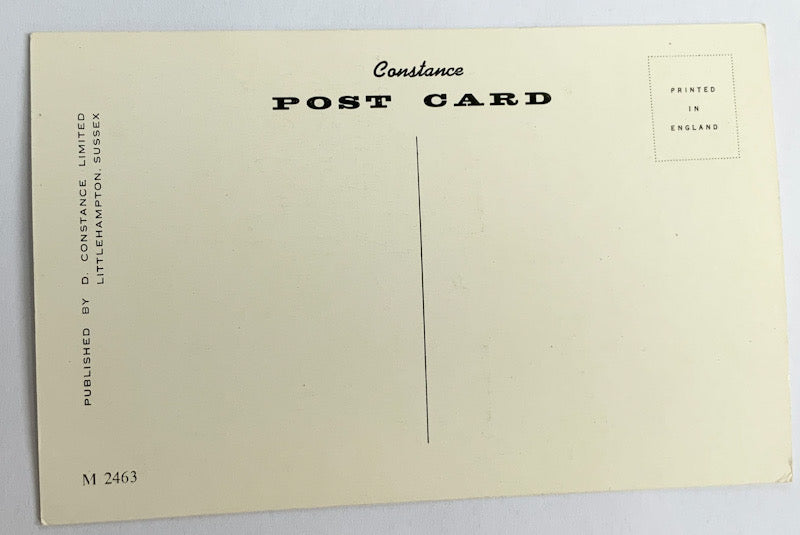 Constance
POST CARD
PRINTED
IN
ENGLAND
PUBLISHED BY D. CONSTANCE LIMITED
LITTLEHAMPTON, SUSSEX
M 2463